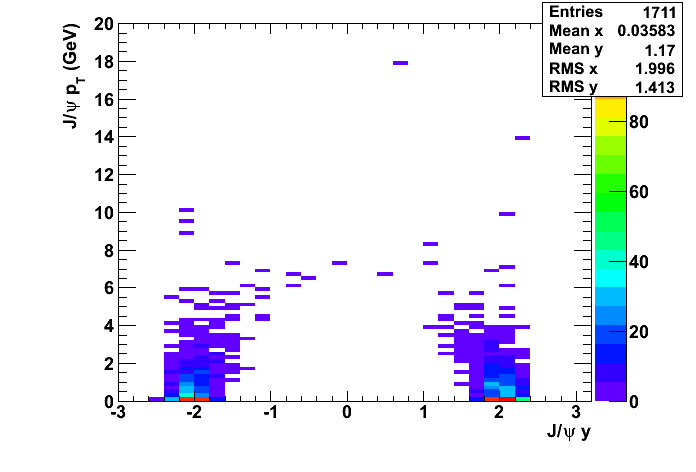 Entries 1711
Mean x 0.03583
Mean y 1.17
RMS x 1.996
RMS y 1.413
J/ψ pT (GeV)
20
18
16
14
12
10
8
6
4
2
0
-3 -2 -1 0 1 2 3
J/ψ y
80
60
40
20
0